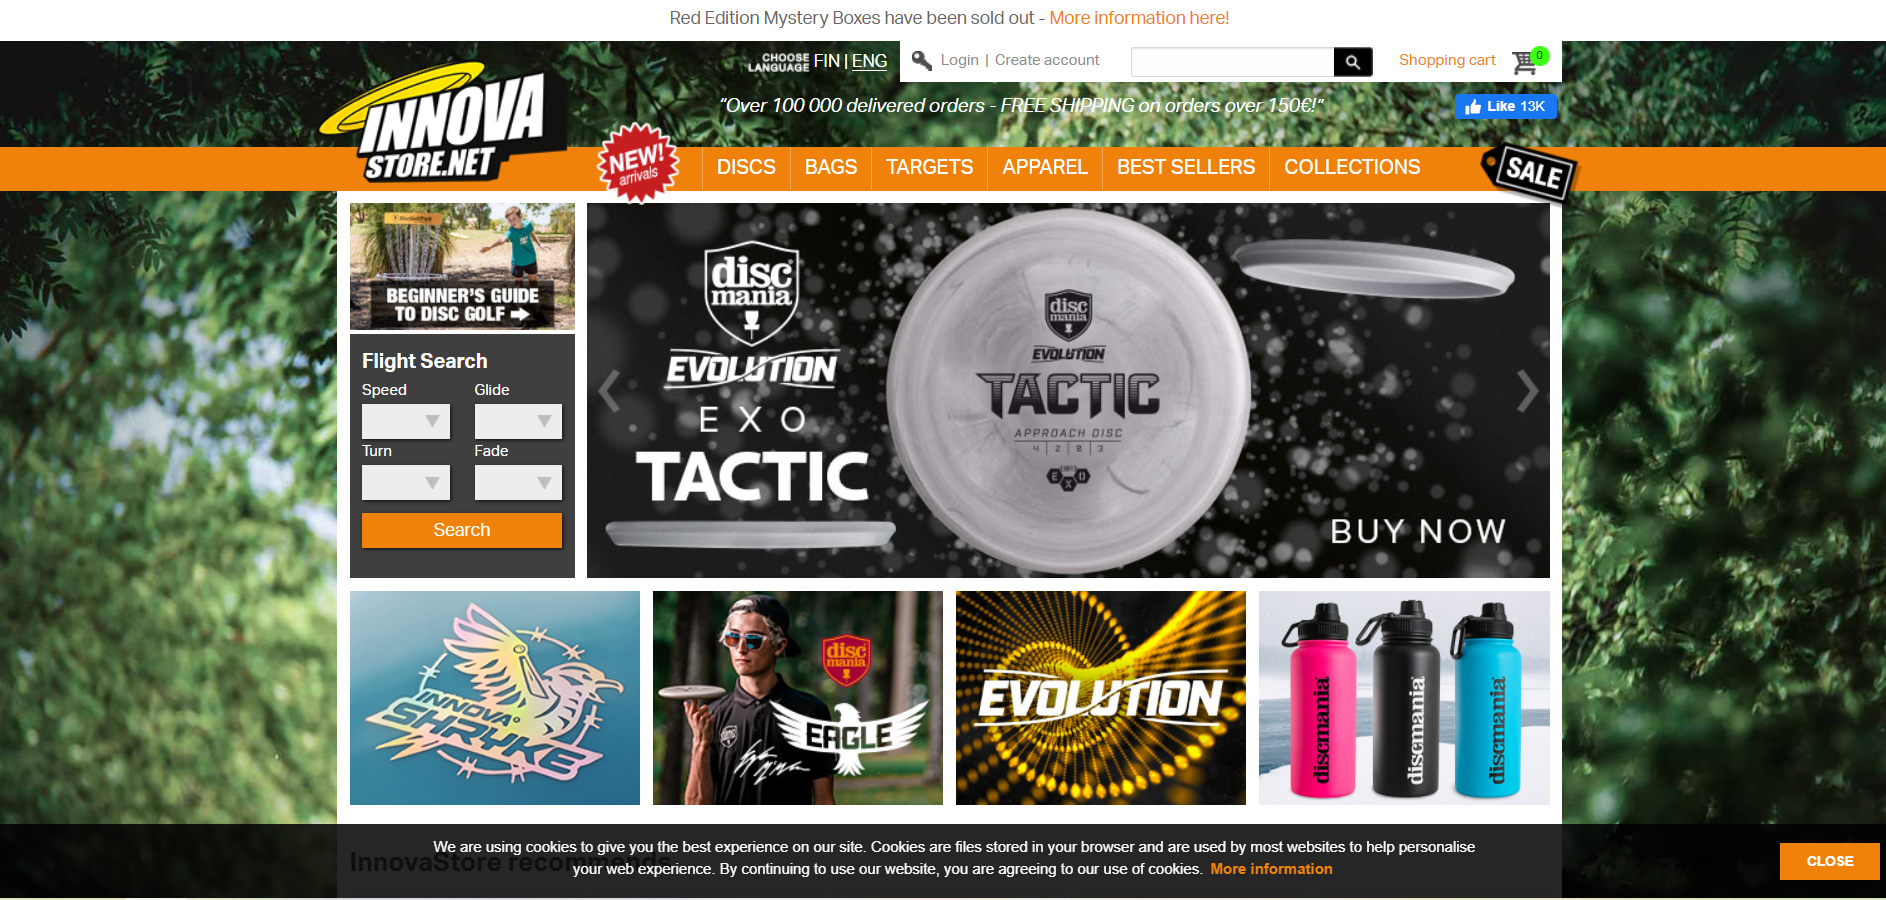 Red Edition Mystery Boxes have been sold out - More information here!
CHOOSE LANGUAGE FIN | ENG
Login | Create account
Shopping cart 0
"Over 100 000 delivered orders - FREE SHIPPING on orders over 150€!"
Like 13K
INNOVA
STORE.NET
NEW!
arrivals
DISCS
BAGS
TARGETS
APPAREL
BEST SELLERS
COLLECTIONS
SALE
BEGINNER'S GUIDE
TO DISC GOLF
Flight Search
Speed
Glide
Turn
Fade
Search
disc
mania
EVOLUTION
EXO
TACTIC
disc
mania
EVOLUTION
TACTIC
APPROACH DISC
4 | 2 | 0 | 3
EXO
BUY NOW
INNOVA
SHRYKE
disc
mania
EAGLE
EVOLUTION
discmania
discmania
discmania
InnovaStore recommends
We are using cookies to give you the best experience on our site. Cookies are files stored in your browser and are used by most websites to help personalise
your web experience. By continuing to use our website, you are agreeing to our use of cookies. More information
CLOSE